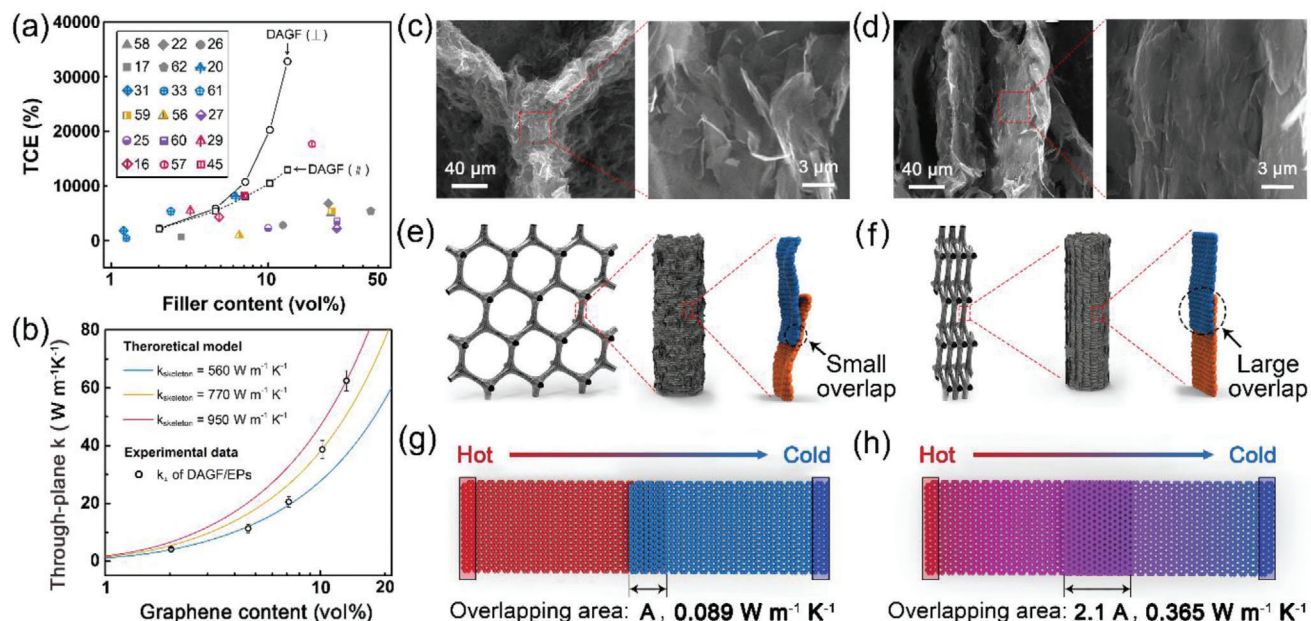 (a)
TCE (%)
40000
30000
20000
10000
0
58 22 26
17 62 20
31 33 61
59 56 27
25 60 29
16 57 45
DAGF (⊥)
DAGF (//)
1 10 50
Filler content (vol%)
(b)
Through-plane k ( W m⁻¹K⁻¹)
80
60
40
20
0
Theroretical model
k_skeleton = 560 W m⁻¹ K⁻¹
k_skeleton = 770 W m⁻¹ K⁻¹
k_skeleton = 950 W m⁻¹ K⁻¹
Experimental data
k⊥ of DAGF/EPs
1 10 20
Graphene content (vol%)
(c)
40 μm
3 μm
(d)
40 μm
3 μm
(e)
Small
overlap
(f)
Large
overlap
(g)
Hot Cold
Overlapping area: A , 0.089 W m⁻¹ K⁻¹
(h)
Hot Cold
Overlapping area: 2.1 A , 0.365 W m⁻¹ K⁻¹